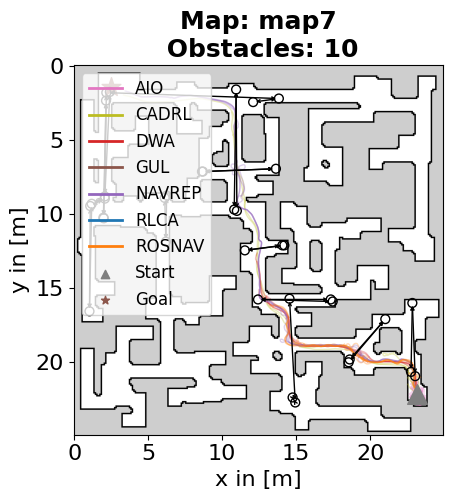 Map: map7
Obstacles: 10
AIO
CADRL
DWA
GUL
NAVREP
RLCA
ROSNAV
Start
Goal
0
5
10
15
20
y in [m]
0 5 10 15 20
x in [m]